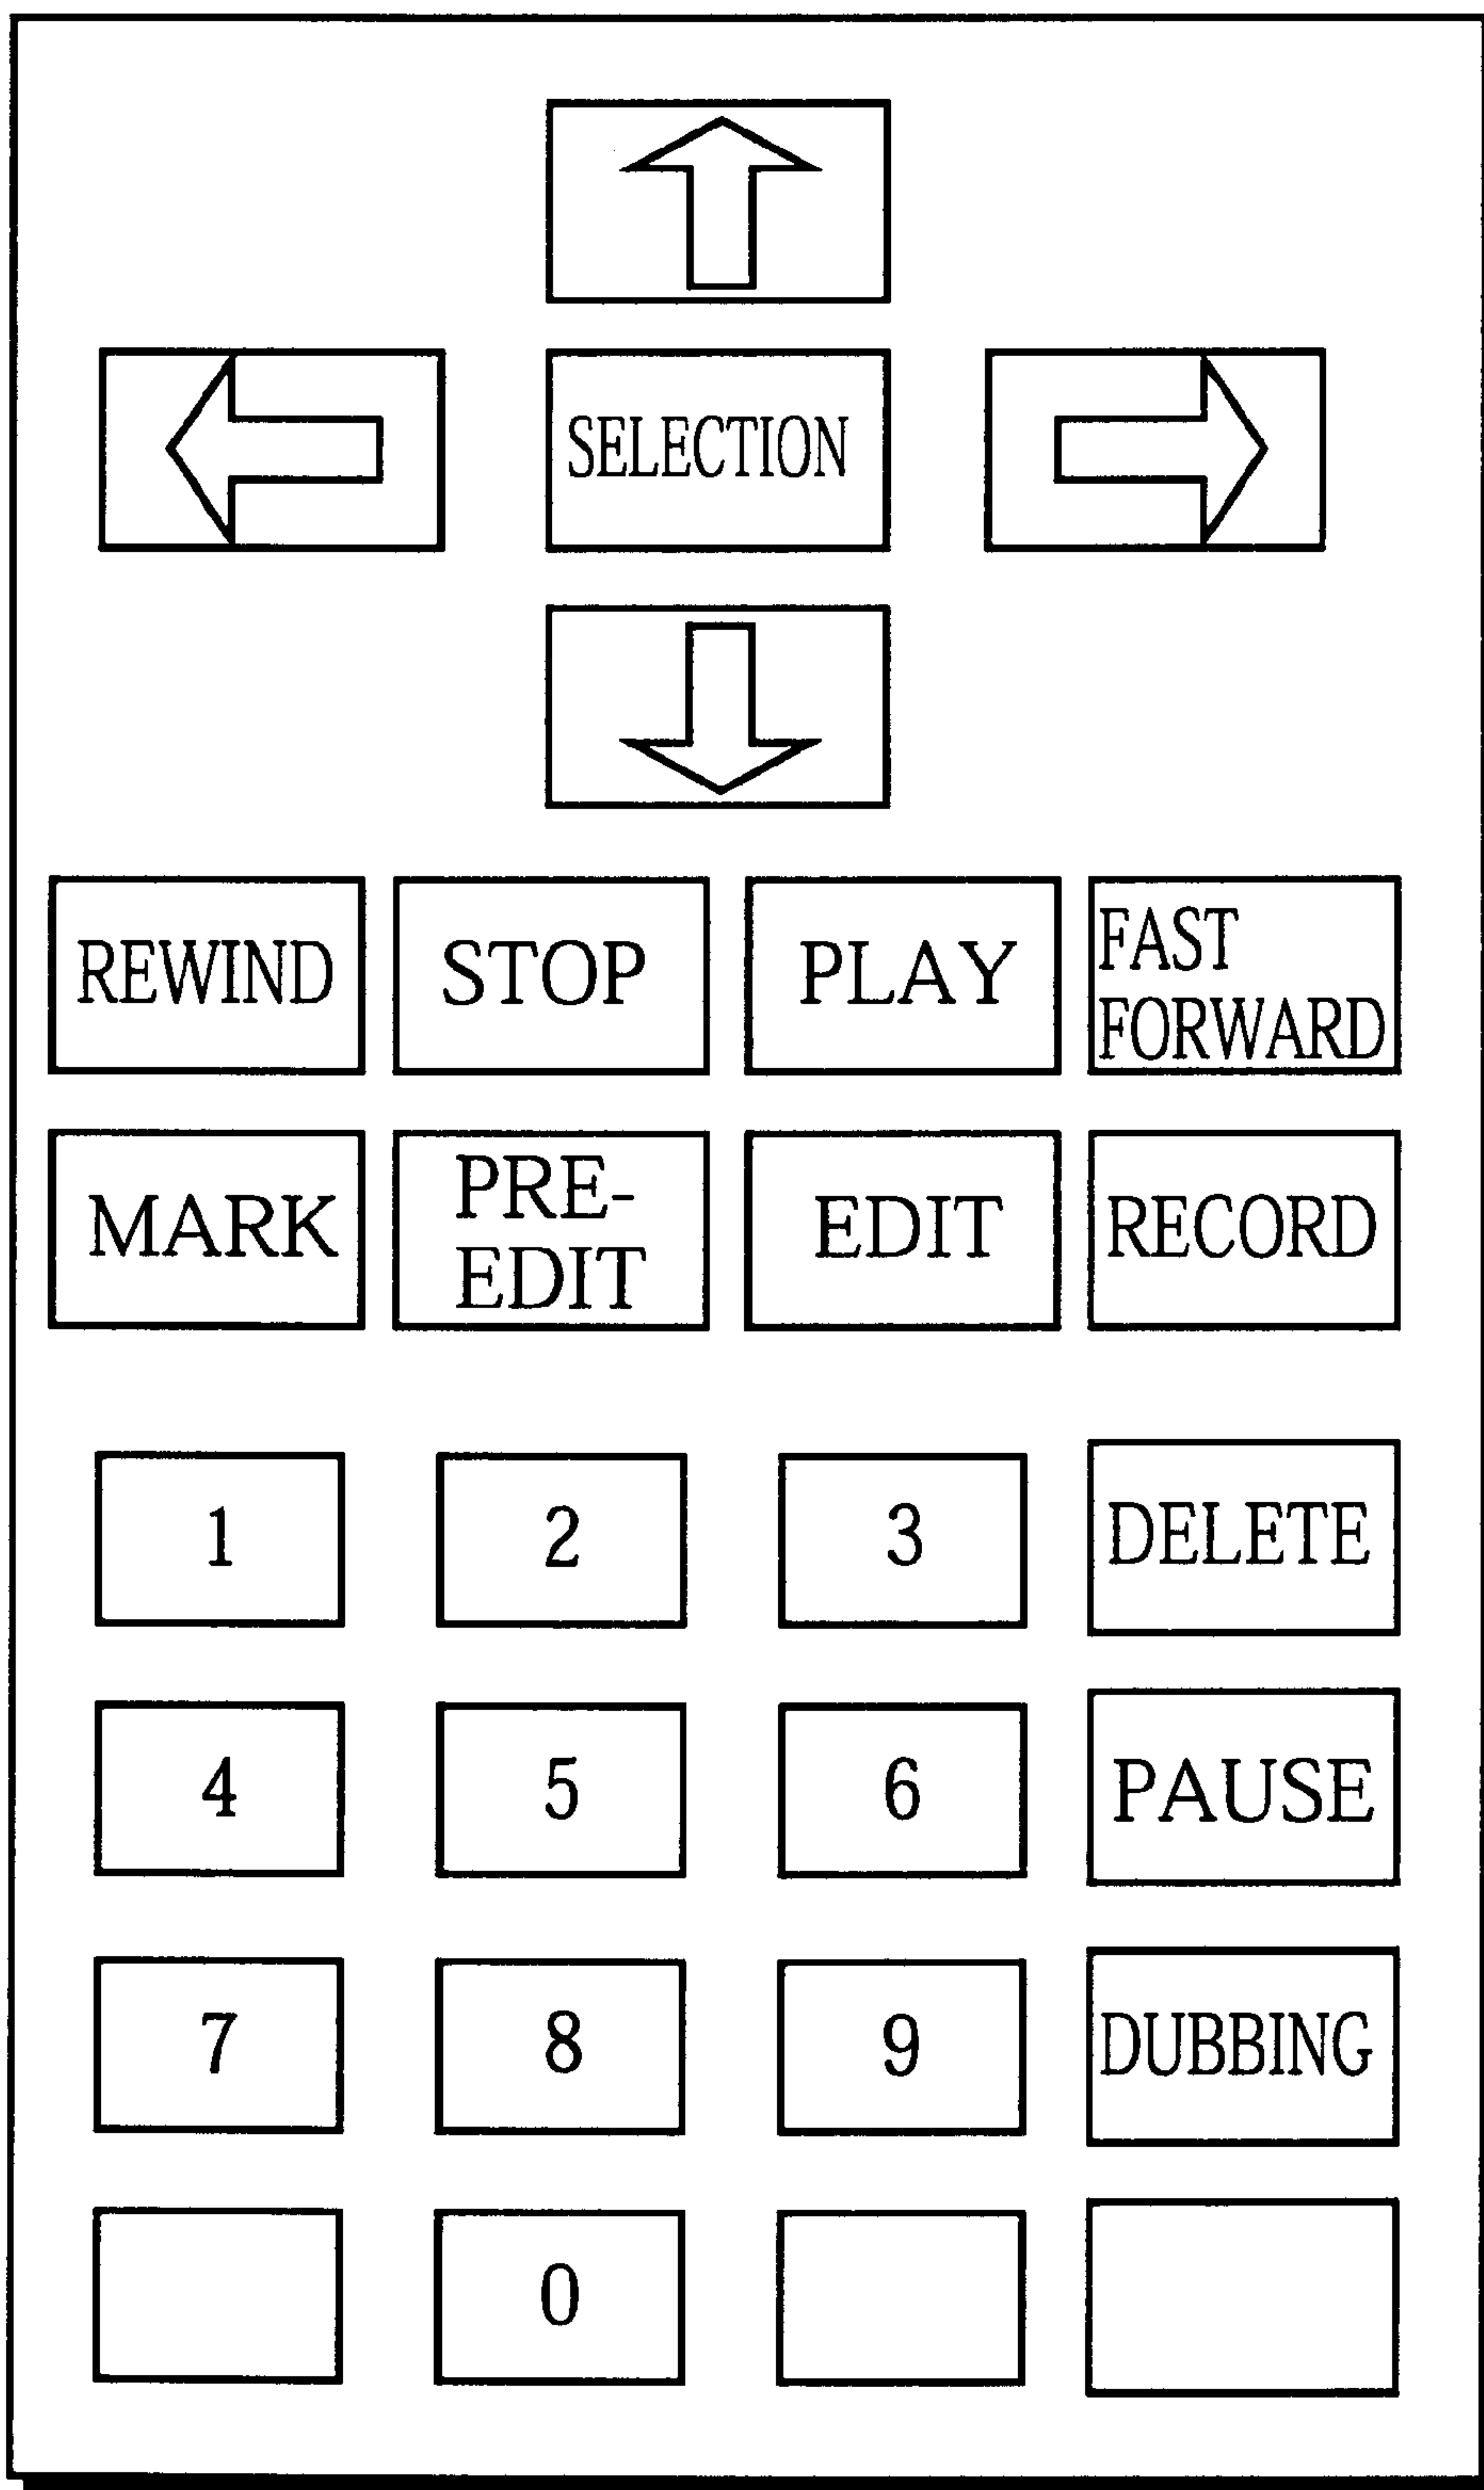 SELECTION
REWIND STOP PLAY FAST FORWARD
MARK PRE-EDIT EDIT RECORD
1 2 3 DELETE
4 5 6 PAUSE
7 8 9 DUBBING
0